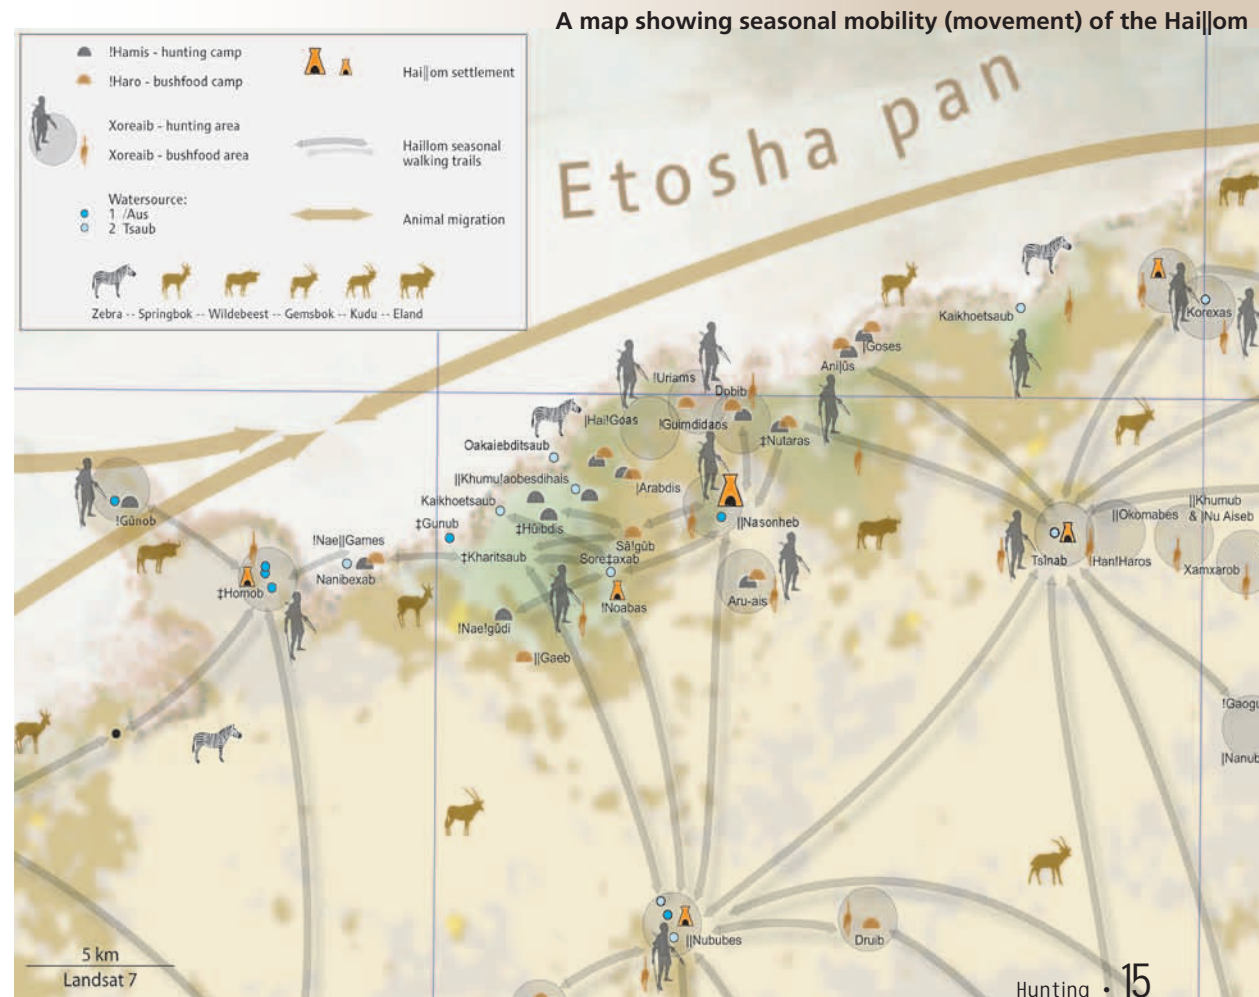 A map showing seasonal mobility (movement) of the Hai||om
!Hamis - hunting camp
!Haro - bushfood camp
Hai||om settlement
Xoreaib - hunting area
Xoreaib - bushfood area
Haillom seasonal
walking trails
Watersource:
1 /Aus
2 Tsaub
Animal migration
Zebra -- Springbok -- Wildebeest -- Gemsbok -- Kudu -- Eland
Etosha pan
Kaikhoetsaub
Korexas
|Goses
Ani|ûs
!Uriams
Dobib
|Hai!Goas
!Guimdidaos
‡Nutaras
Oakaiebditsaub
||Khumu!aobesdihais
|Arabdis
Kaikhoetsaub
‡Gunub
‡Hûibdis
||Nasonheb
!Gûnob
!Nae||Games
‡Kharitsaub
Sâ!gûb
Sore‡axab
Nanibexab
‡Homob
!Noabas
Aru-ais
!Nae!gûdi
||Gaeb
||Khumub
& |Nu Aiseb
||Okomabes
Tsînab
|Han!Haros
Xamxarob
!Gaogu
|Nanub
||Nububes
Druib
5 km
Landsat 7
Hunting • 15